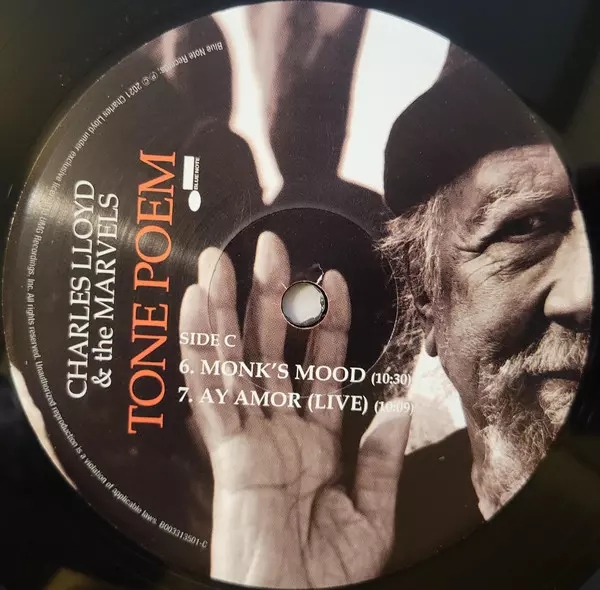 CHARLES LLOYD
& the MARVELS
TONE POEM
BLUE NOTE
SIDE C
6. MONK'S MOOD (10:30)
7. AY AMOR (LIVE) (10:09)
Blue Note Records; ℗ © 2021 Charles Lloyd under exclusive UMG Recordings, Inc. All rights reserved. Unauthorized reproduction is a violation of applicable laws. B003313501-C